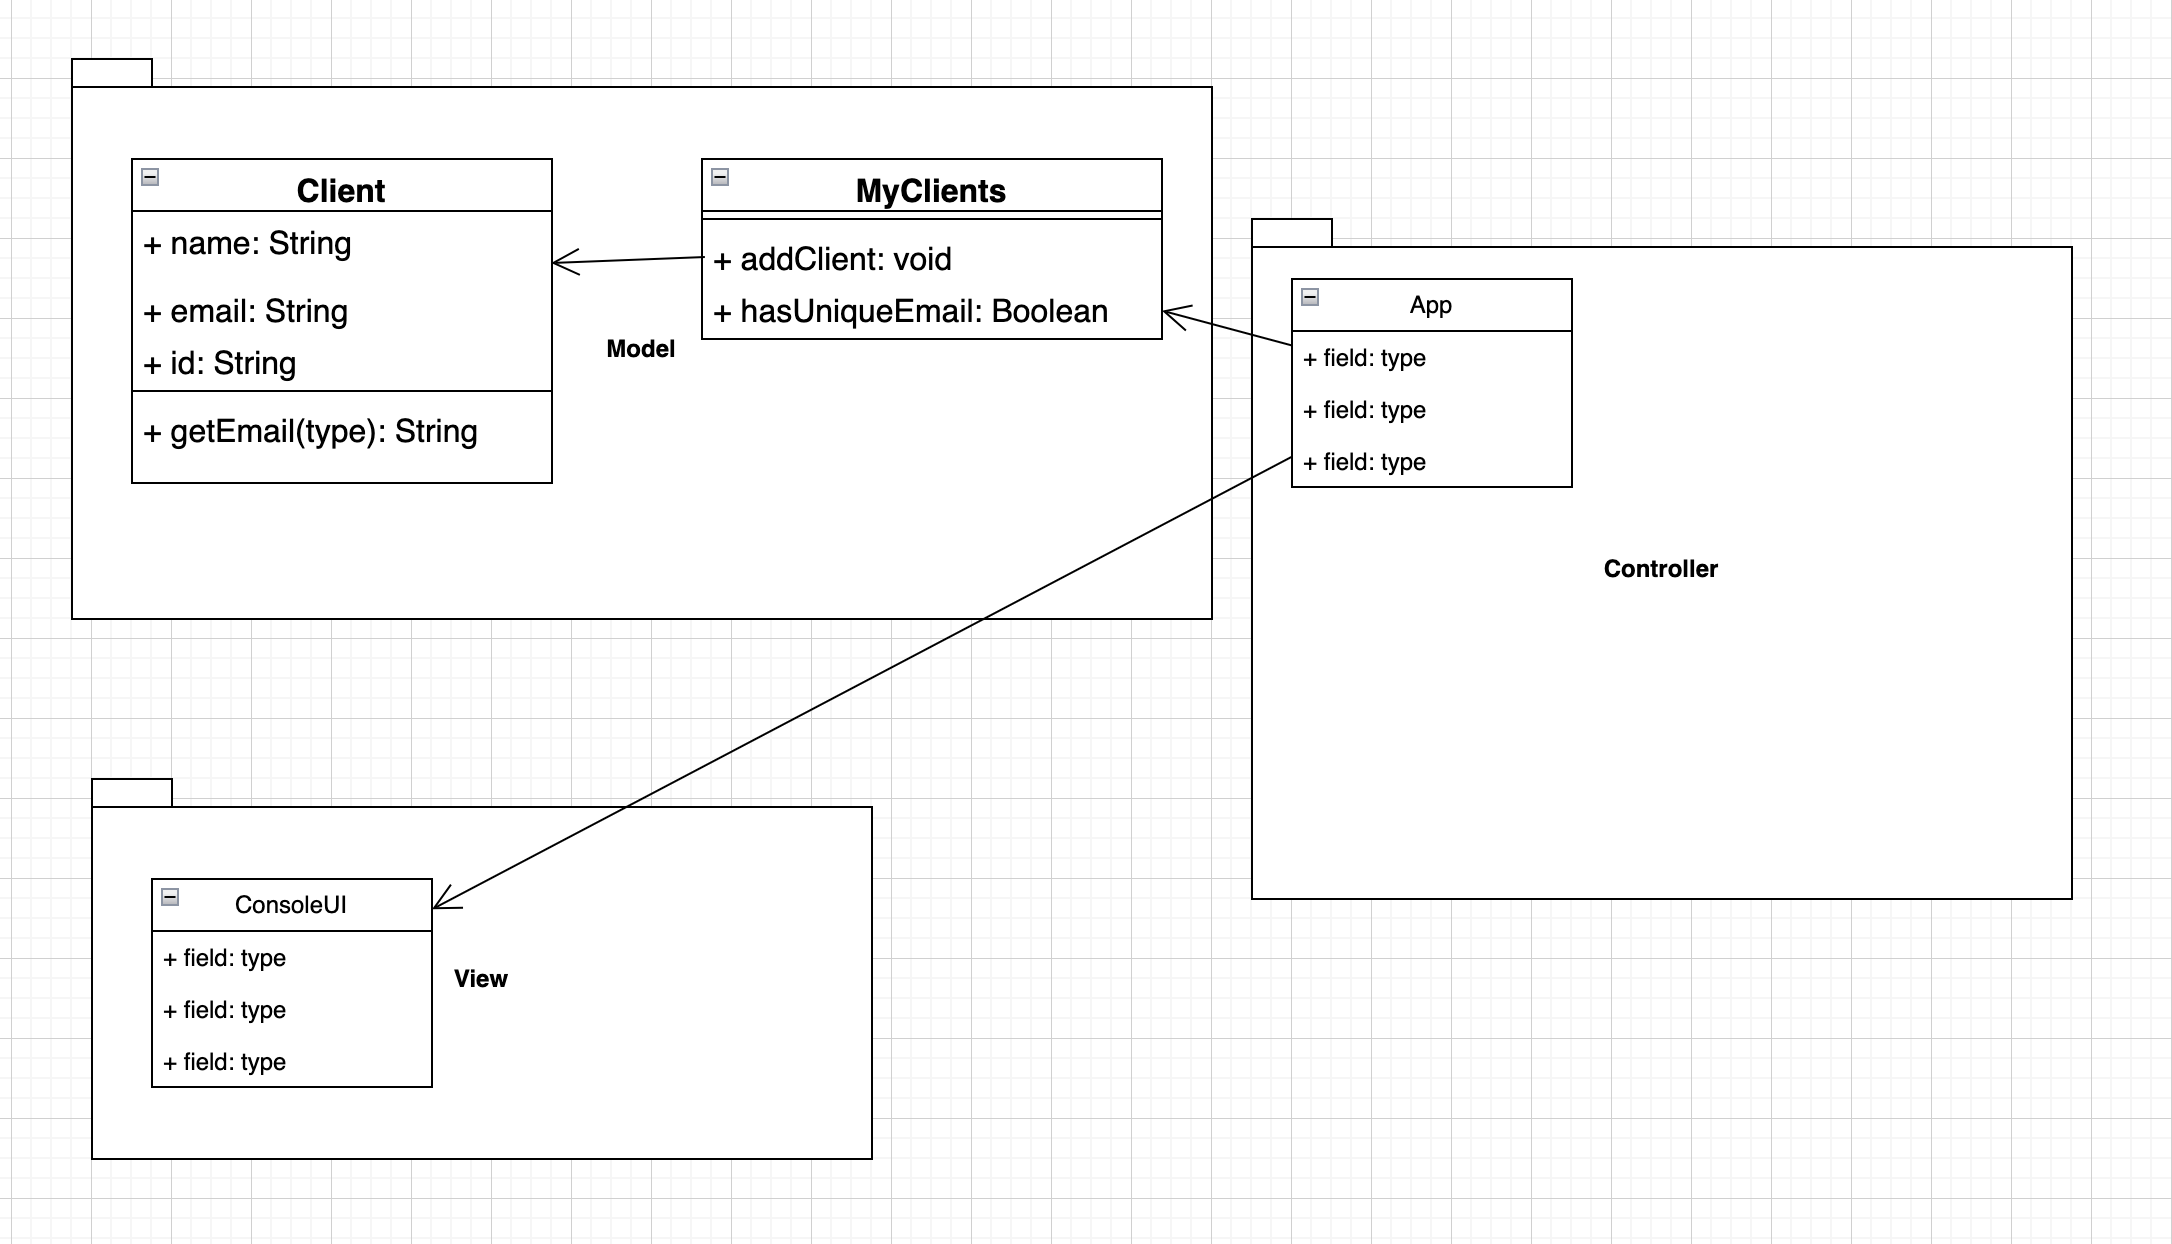 Client
+ name: String
+ email: String
+ id: String
+ getEmail(type): String
MyClients
+ addClient: void
+ hasUniqueEmail: Boolean
Model
App
+ field: type
+ field: type
+ field: type
Controller
ConsoleUI
+ field: type
+ field: type
+ field: type
View